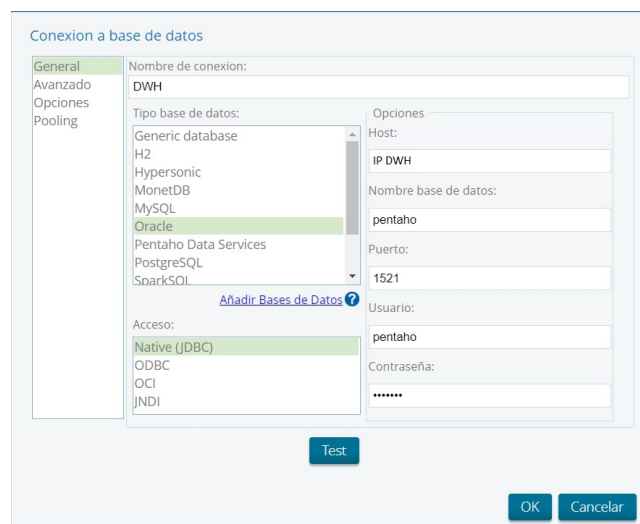 Conexion a base de datos
General
Avanzado
Opciones
Pooling
Nombre de conexion:
DWH
Tipo base de datos:
Generic database
H2
Hypersonic
MonetDB
MySQL
Oracle
Pentaho Data Services
PostgreSQL
SparkSQL
Añadir Bases de Datos ?
Acceso:
Native (JDBC)
ODBC
OCI
JNDI
Opciones
Host:
IP DWH
Nombre base de datos:
pentaho
Puerto:
1521
Usuario:
pentaho
Contraseña:
•••••••
Test
OK Cancelar